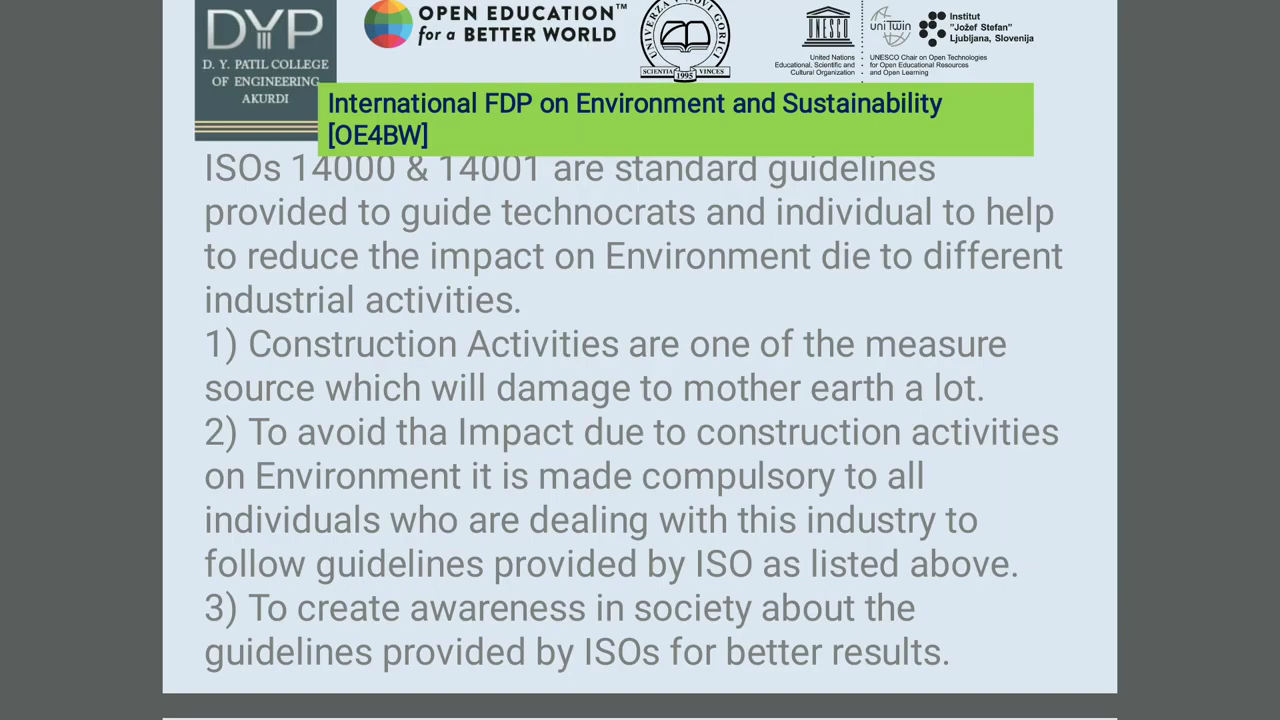 DYP
D. Y. PATIL COLLEGE
OF ENGINEERING
AKURDI
OPEN EDUCATION™
for a BETTER WORLD
UNIVERZA V NOVI GORICI
SCIENTIA VINCES
1995
UNESCO
United Nations
Educational, Scientific and
Cultural Organization
uniTwin
Institut
"Jožef Stefan"
Ljubljana, Slovenija
UNESCO Chair on Open Technologies
for Open Educational Resources
and Open Learning
International FDP on Environment and Sustainability
[OE4BW]
ISOs 14000 & 14001 are standard guidelines
provided to guide technocrats and individual to help
to reduce the impact on Environment die to different
industrial activities.
1) Construction Activities are one of the measure
source which will damage to mother earth a lot.
2) To avoid tha Impact due to construction activities
on Environment it is made compulsory to all
individuals who are dealing with this industry to
follow guidelines provided by ISO as listed above.
3) To create awareness in society about the
guidelines provided by ISOs for better results.